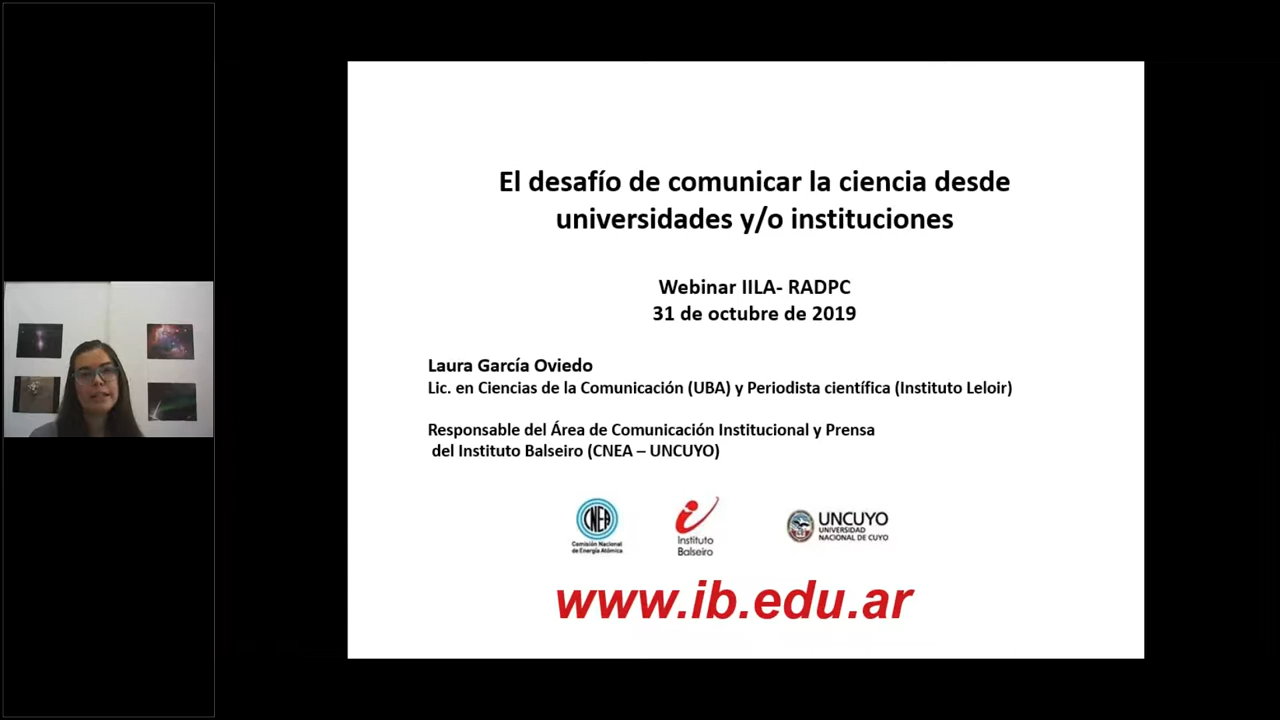 El desafío de comunicar la ciencia desde
universidades y/o instituciones
Webinar IILA- RADPC
31 de octubre de 2019
Laura García Oviedo
Lic. en Ciencias de la Comunicación (UBA) y Periodista científica (Instituto Leloir)
Responsable del Área de Comunicación Institucional y Prensa
del Instituto Balseiro (CNEA – UNCUYO)
CNEA
Comisión Nacional
de Energía Atómica
Instituto
Balseiro
UNCUYO
UNIVERSIDAD
NACIONAL DE CUYO
www.ib.edu.ar